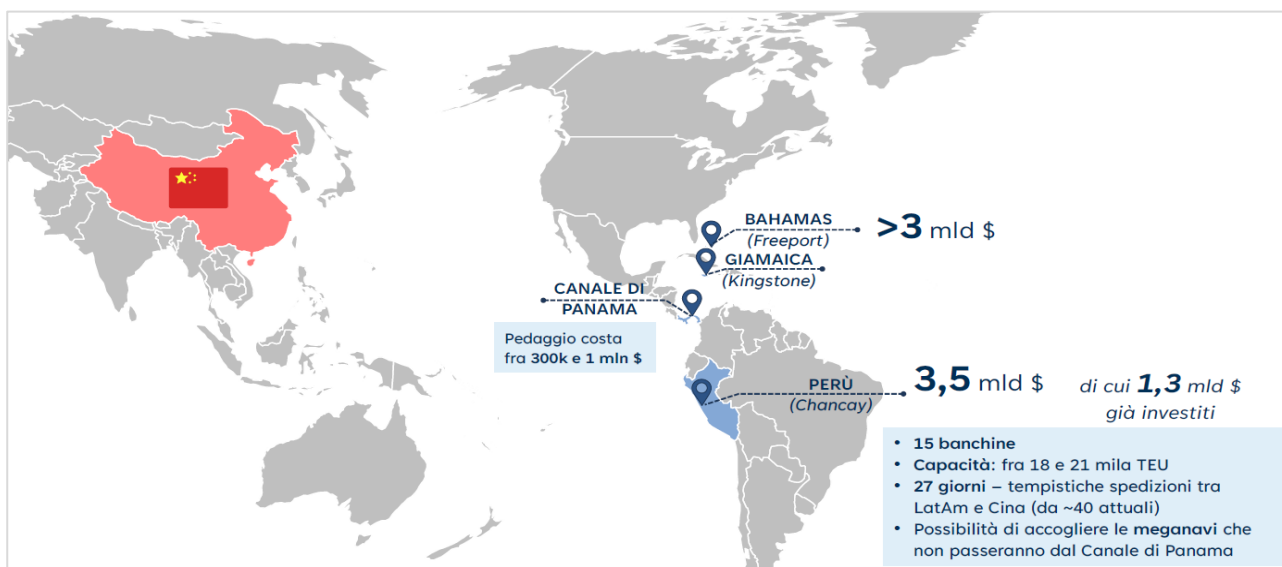 BAHAMAS
(Freeport)
>3 mld $
GIAMAICA
(Kingstone)
CANALE DI
PANAMA
Pedaggio costa
fra 300k e 1 mln $
PERÙ
(Chancay)
3,5 mld $
di cui 1,3 mld $
già investiti
• 15 banchine
• Capacità: fra 18 e 21 mila TEU
• 27 giorni – tempistiche spedizioni tra
LatAm e Cina (da ~40 attuali)
• Possibilità di accogliere le meganavi che
non passeranno dal Canale di Panama